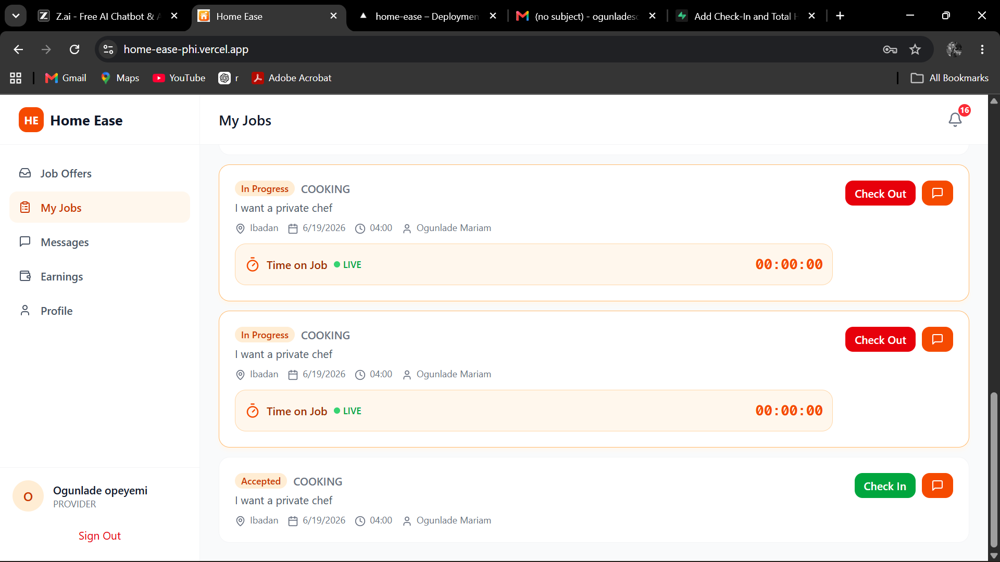 Z.ai - Free AI Chatbot & A
Home Ease
home-ease – Deploymen
(no subject) - ogunladeso
Add Check-In and Total H
home-ease-phi.vercel.app
Gmail
Maps
YouTube
r
Adobe Acrobat
All Bookmarks
HE
Home Ease
My Jobs
16
Job Offers
My Jobs
Messages
Earnings
Profile
In Progress
COOKING
Check Out
I want a private chef
Ibadan
6/19/2026
04:00
Ogunlade Mariam
Time on Job
LIVE
00:00:00
In Progress
COOKING
Check Out
I want a private chef
Ibadan
6/19/2026
04:00
Ogunlade Mariam
Time on Job
LIVE
00:00:00
Accepted
COOKING
Check In
I want a private chef
Ibadan
6/19/2026
04:00
Ogunlade Mariam
O
Ogunlade opeyemi
PROVIDER
Sign Out